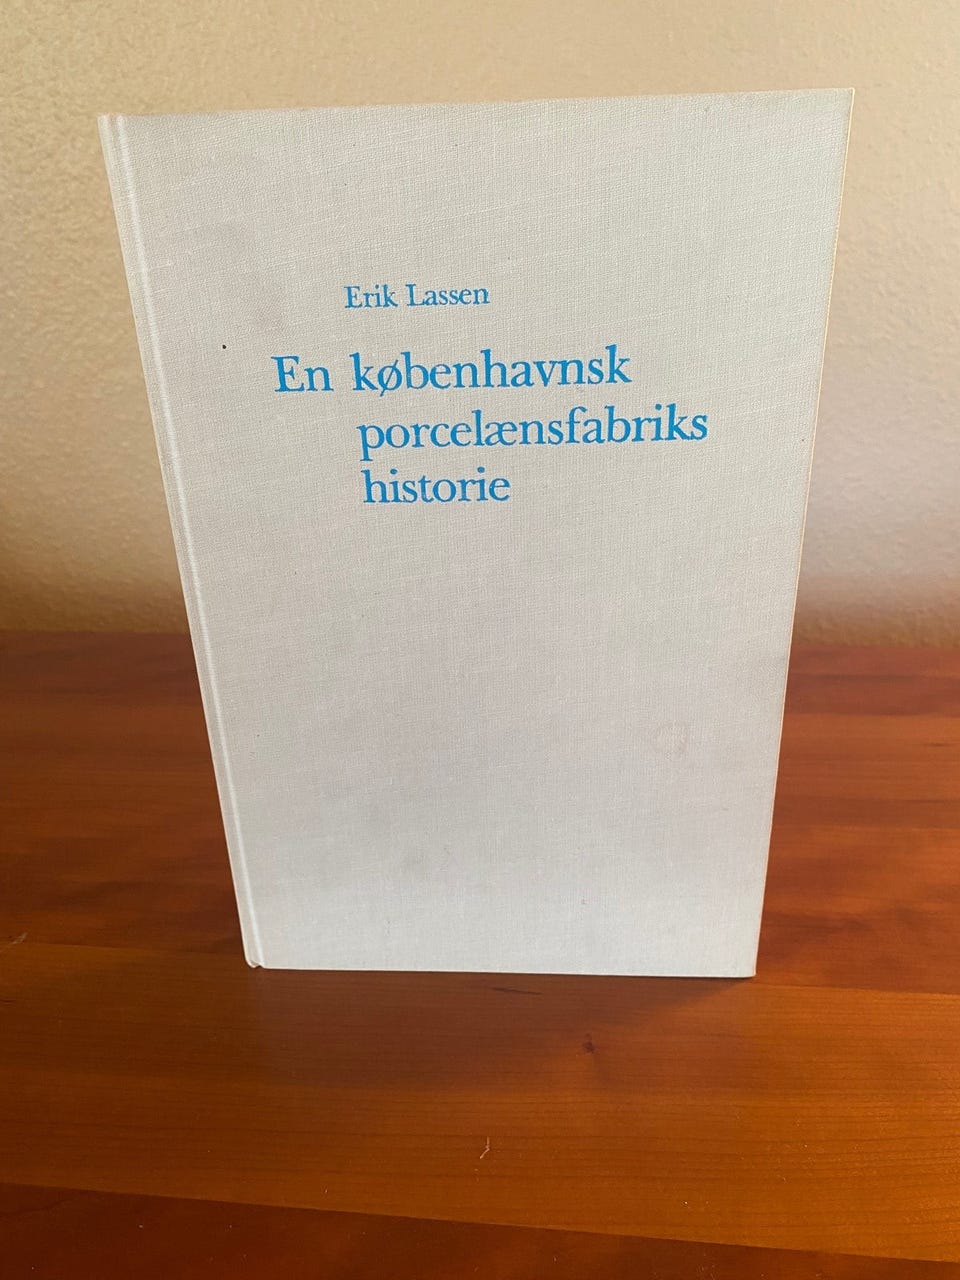 Erik Lassen
En københavnsk
porcelænsfabriks
historie